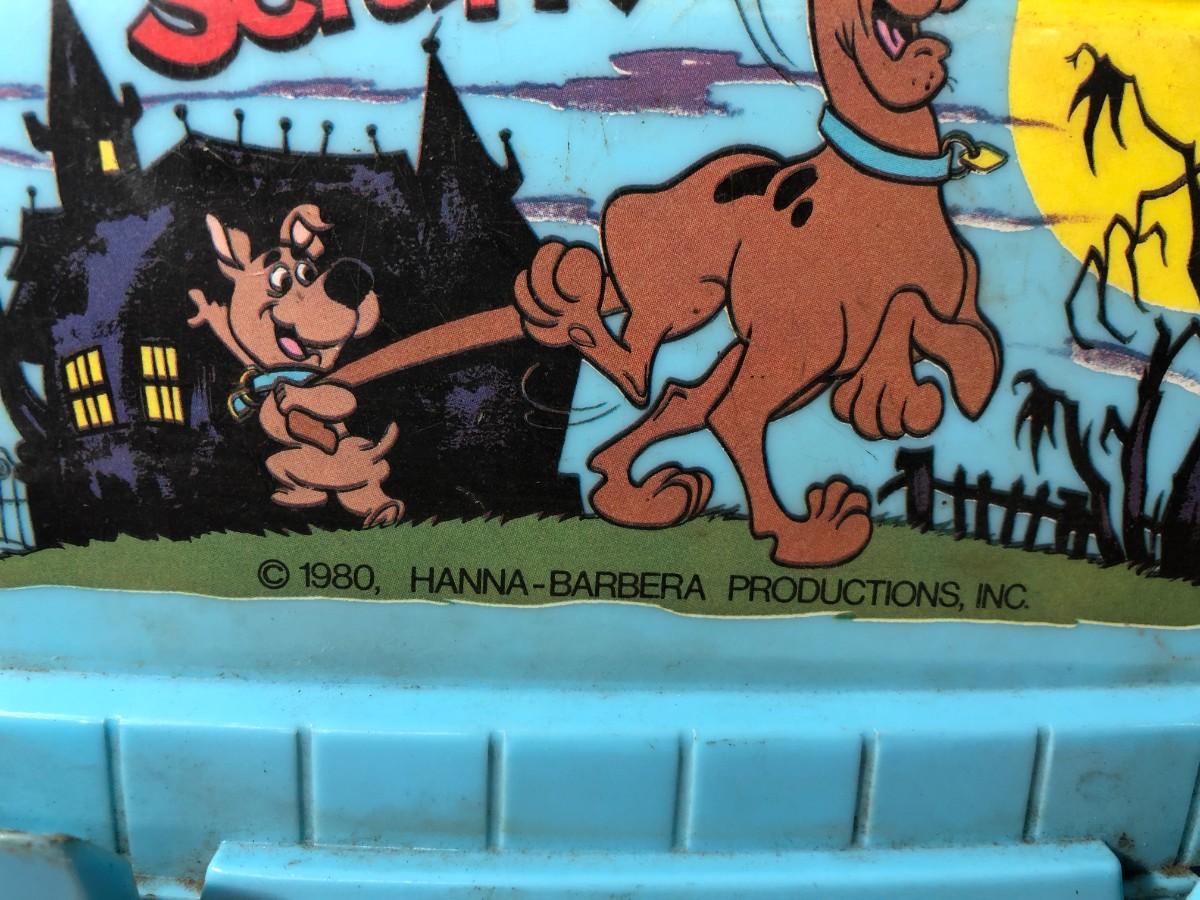 © 1980, HANNA-BARBERA PRODUCTIONS, INC.